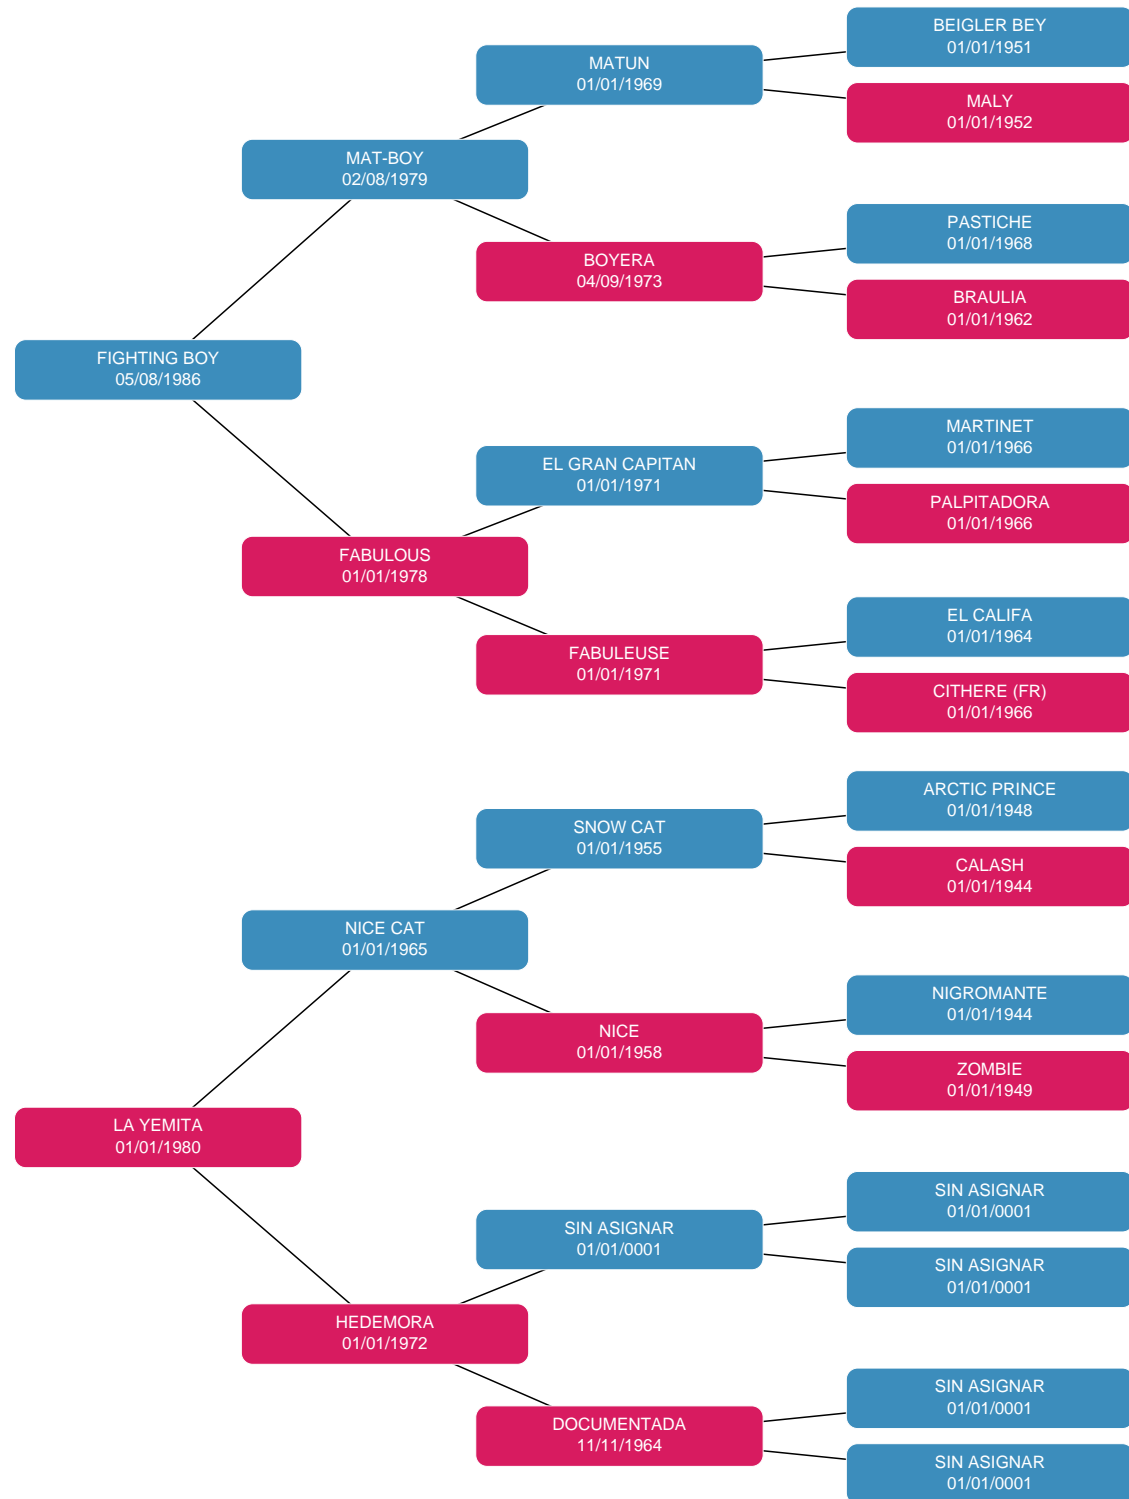 BEIGLER BEY
01/01/1951
MATUN
01/01/1969
MALY
01/01/1952
MAT-BOY
02/08/1979
PASTICHE
01/01/1968
BOYERA
04/09/1973
BRAULIA
01/01/1962
FIGHTING BOY
05/08/1986
MARTINET
01/01/1966
EL GRAN CAPITAN
01/01/1971
PALPITADORA
01/01/1966
FABULOUS
01/01/1978
EL CALIFA
01/01/1964
FABULEUSE
01/01/1971
CITHERE (FR)
01/01/1966
ARCTIC PRINCE
01/01/1948
SNOW CAT
01/01/1955
CALASH
01/01/1944
NICE CAT
01/01/1965
NIGROMANTE
01/01/1944
NICE
01/01/1958
ZOMBIE
01/01/1949
LA YEMITA
01/01/1980
SIN ASIGNAR
01/01/0001
SIN ASIGNAR
01/01/0001
SIN ASIGNAR
01/01/0001
HEDEMORA
01/01/1972
SIN ASIGNAR
01/01/0001
DOCUMENTADA
11/11/1964
SIN ASIGNAR
01/01/0001